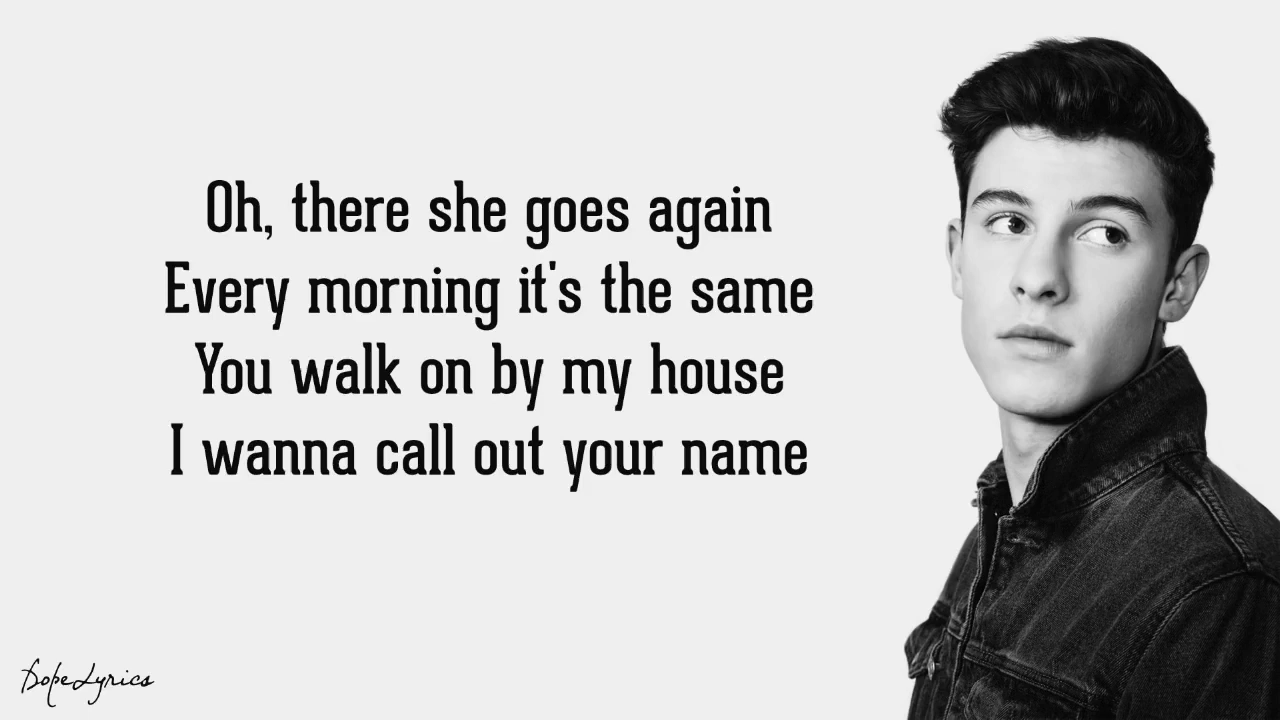 Oh, there she goes again
Every morning it's the same
You walk on by my house
I wanna call out your name
DopeLyrics